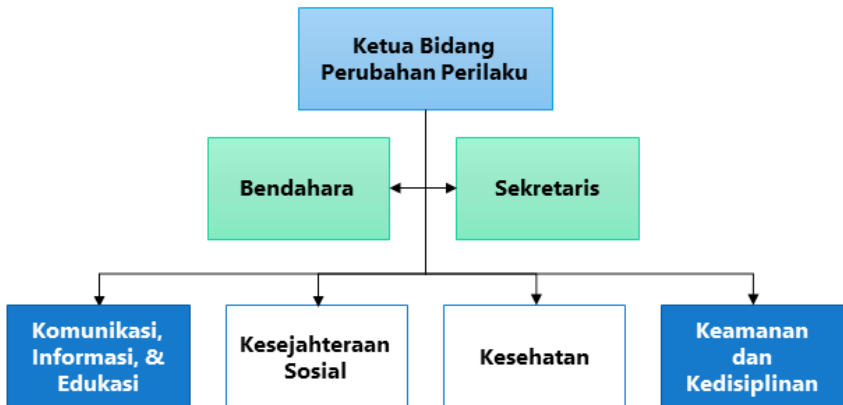 Ketua Bidang
Perubahan Perilaku
Bendahara
Sekretaris
Komunikasi,
Informasi, &
Edukasi
Kesejahteraan
Sosial
Kesehatan
Keamanan
dan
Kedisiplinan